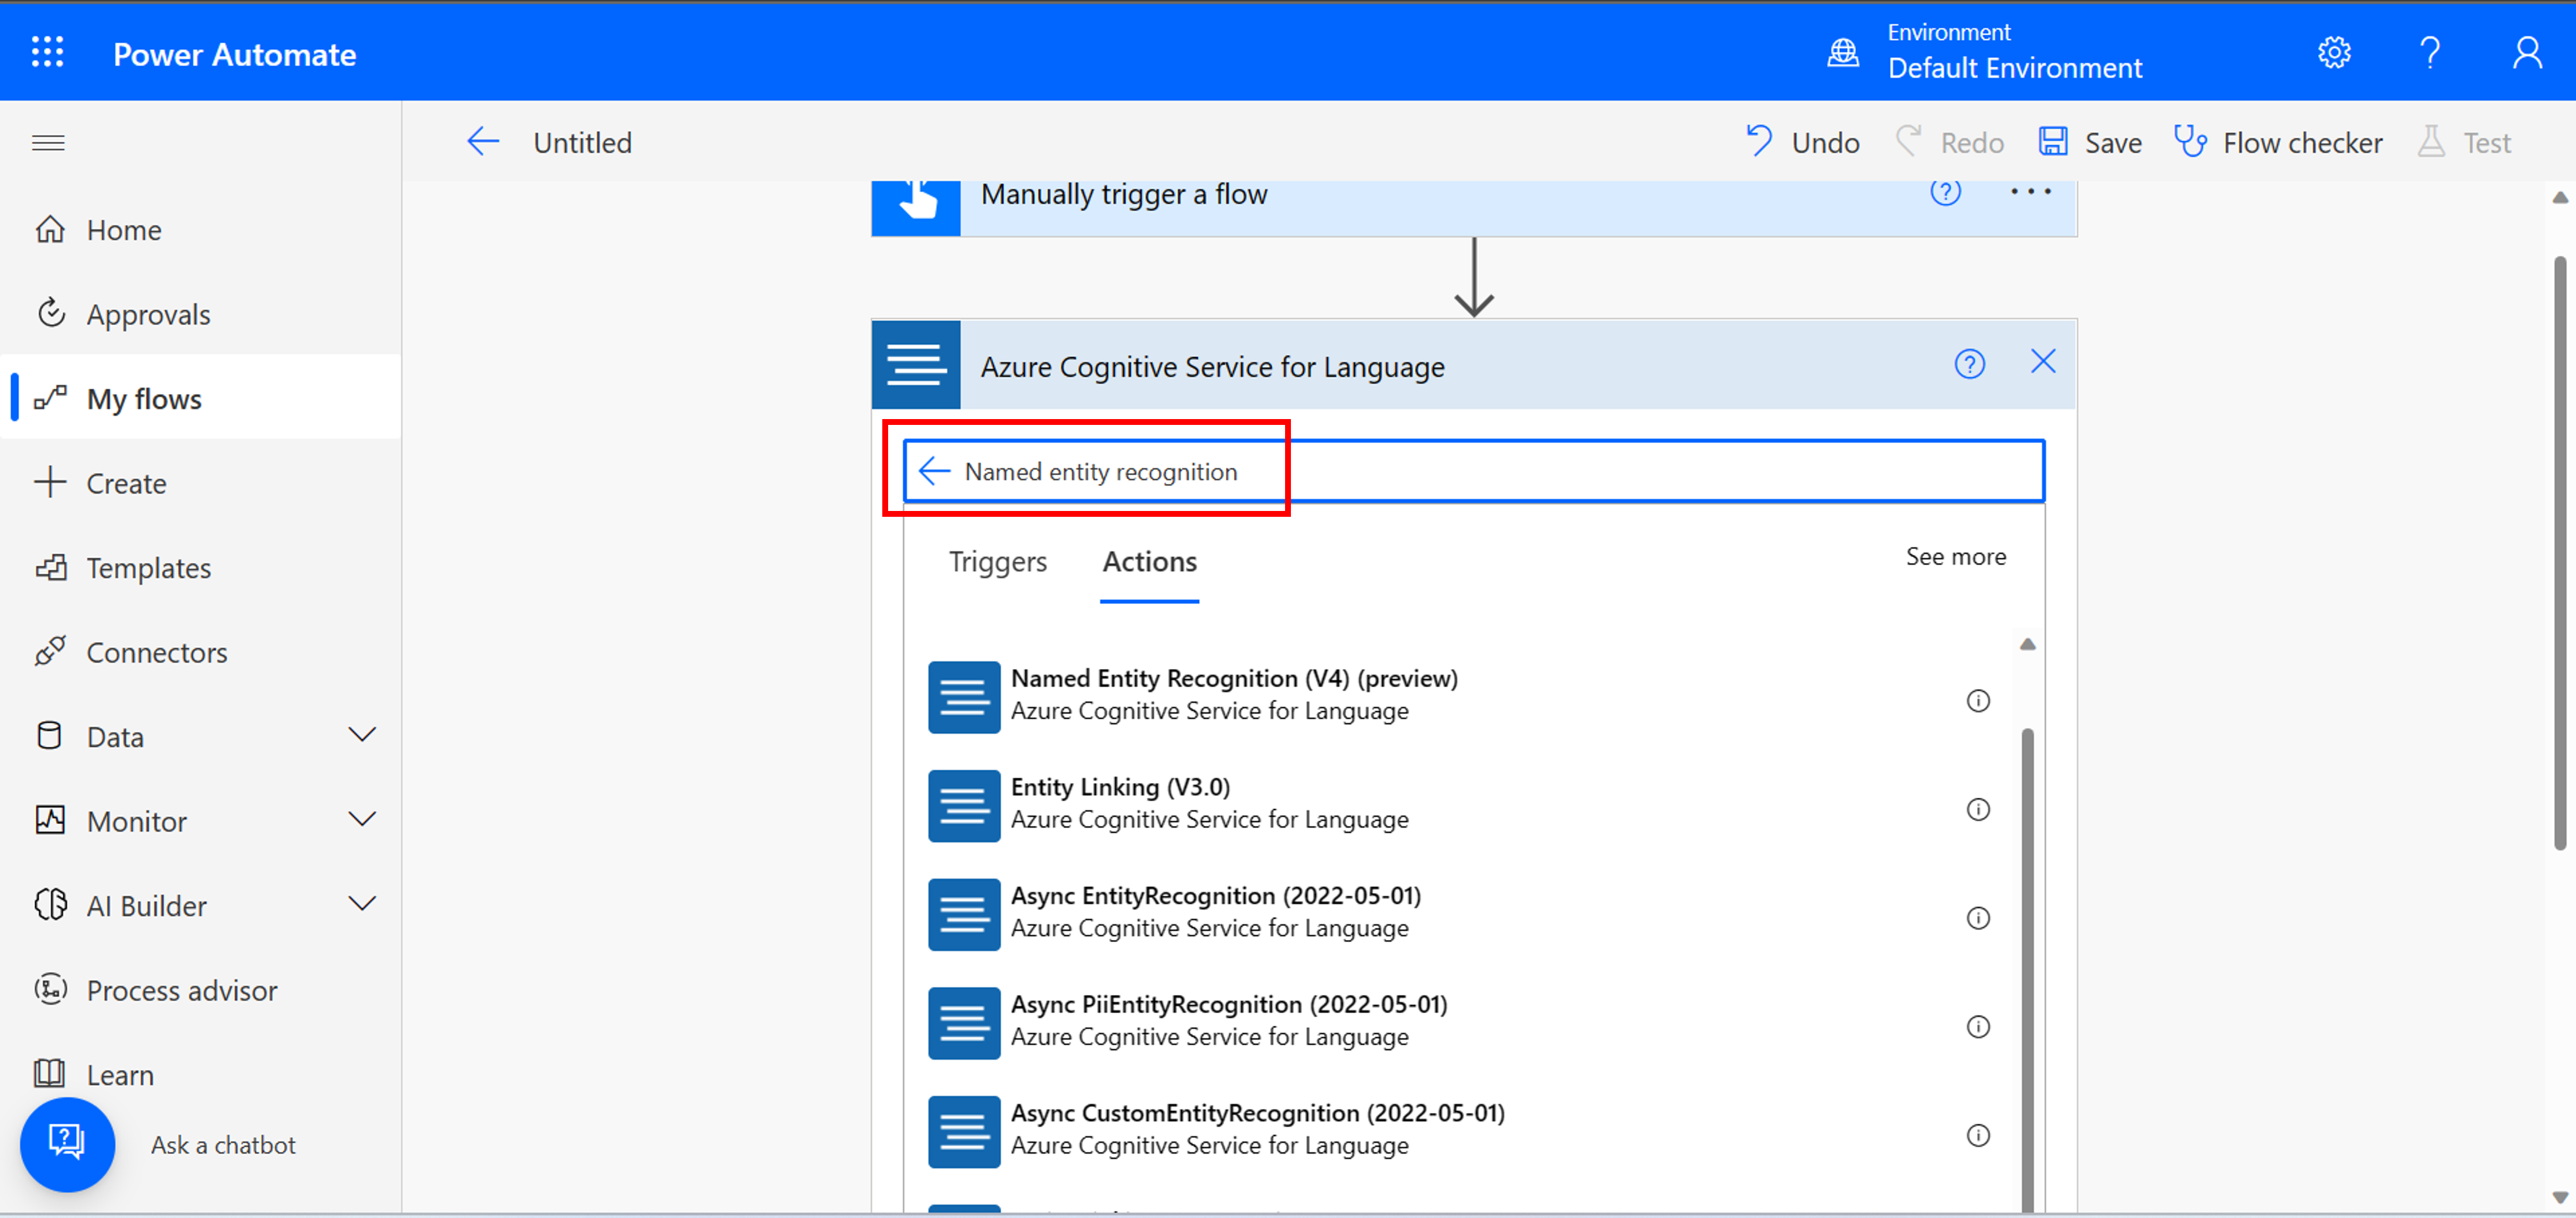 Power Automate
Environment
Default Environment
Untitled
Undo
Redo
Save
Flow checker
Test
Home
Approvals
My flows
Create
Templates
Connectors
Data
Monitor
AI Builder
Process advisor
Learn
Ask a chatbot
Manually trigger a flow
Azure Cognitive Service for Language
Named entity recognition
Triggers
Actions
See more
Named Entity Recognition (V4) (preview)
Azure Cognitive Service for Language
Entity Linking (V3.0)
Azure Cognitive Service for Language
Async EntityRecognition (2022-05-01)
Azure Cognitive Service for Language
Async PiiEntityRecognition (2022-05-01)
Azure Cognitive Service for Language
Async CustomEntityRecognition (2022-05-01)
Azure Cognitive Service for Language